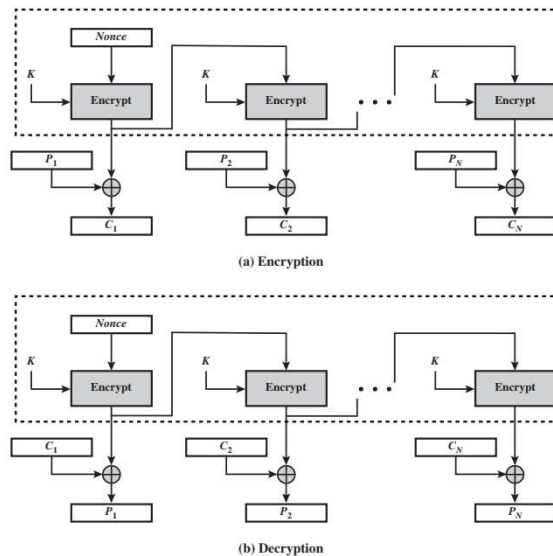 Nonce
K Encrypt K Encrypt • • • K Encrypt
P1 P2 PN
C1 C2 CN
(a) Encryption
Nonce
K Encrypt K Encrypt • • • K Encrypt
C1 C2 CN
P1 P2 PN
(b) Decryption